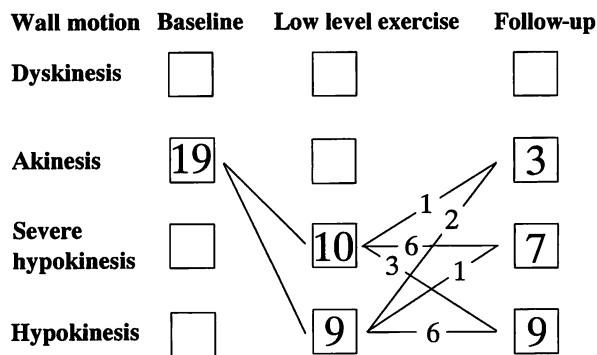 Wall motion Baseline Low level exercise Follow-up
Dyskinesis
Akinesis 19 3
1
2
Severe
hypokinesis 10 6 7
3
1
Hypokinesis 9 6 9